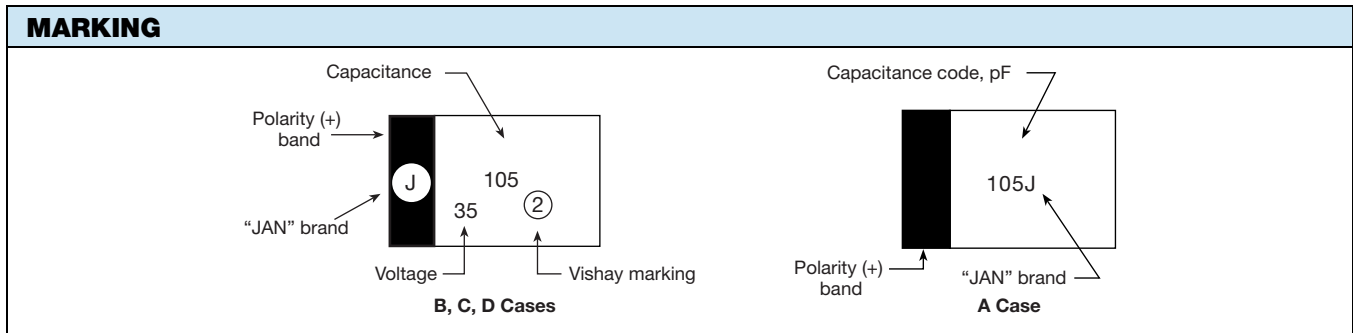 MARKING
Capacitance
Polarity (+)
band
J
105
35
2
"JAN" brand
Voltage
Vishay marking
B, C, D Cases
Capacitance code, pF
105J
Polarity (+)
band
"JAN" brand
A Case